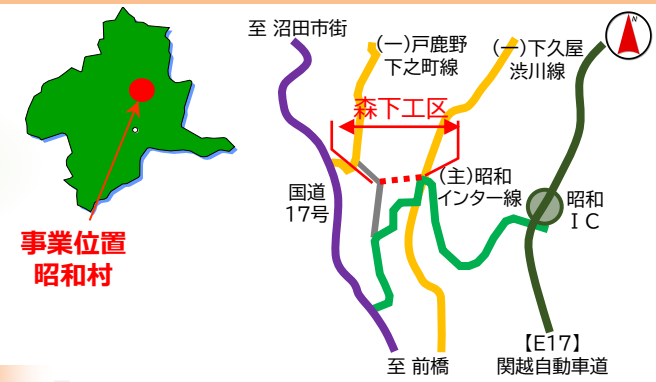 至 沼田市街
(一)戸鹿野
下之町線
(一)下久屋
渋川線
N
森下工区
国道
17号
(主)昭和
インター線
昭和
IC
事業位置
昭和村
至 前橋
【E17】
関越自動車道